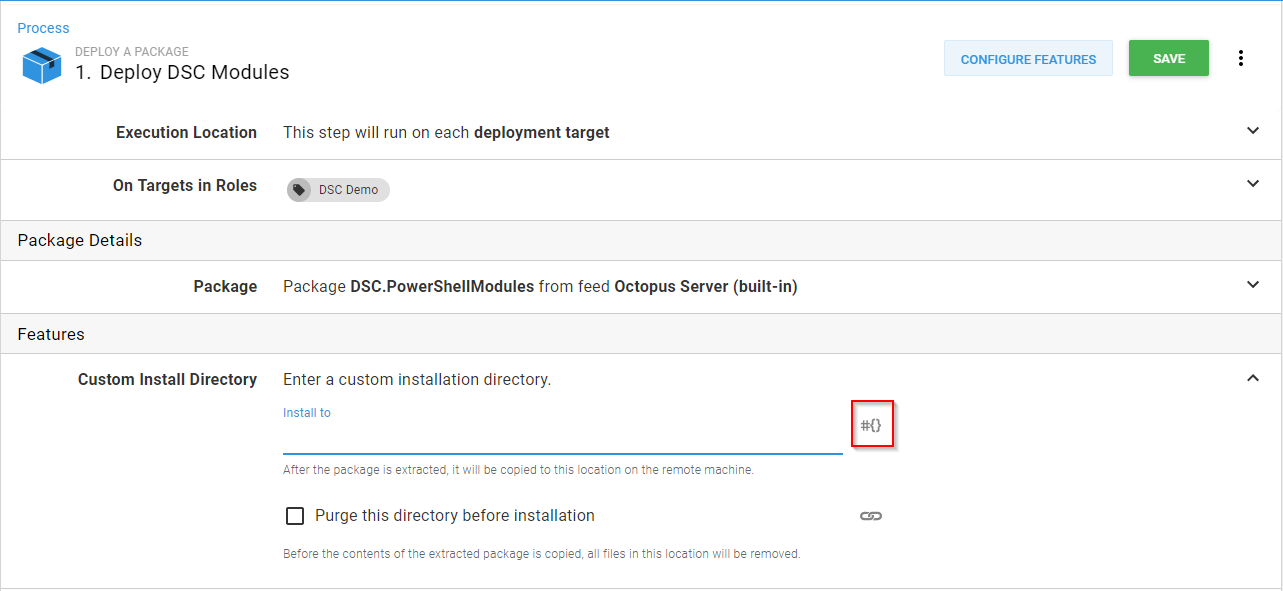 Process
DEPLOY A PACKAGE
1. Deploy DSC Modules
CONFIGURE FEATURES
SAVE
Execution Location This step will run on each deployment target
On Targets in Roles DSC Demo
Package Details
Package Package DSC.PowerShellModules from feed Octopus Server (built-in)
Features
Custom Install Directory Enter a custom installation directory.
Install to
#{}
After the package is extracted, it will be copied to this location on the remote machine.
Purge this directory before installation
Before the contents of the extracted package is copied, all files in this location will be removed.